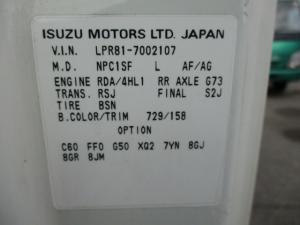 ISUZU MOTORS LTD. JAPAN
V.I.N. LPR81-7002107
M.D. NPC1SF L AF/AG
ENGINE RDA/4HL1 RR AXLE G73
TRANS. RSJ FINAL S2J
TIRE BSN
B.COLOR/TRIM 729/158
OPTION
C60 FF0 G50 XQ2 7YN 8GJ
8GR 8JM